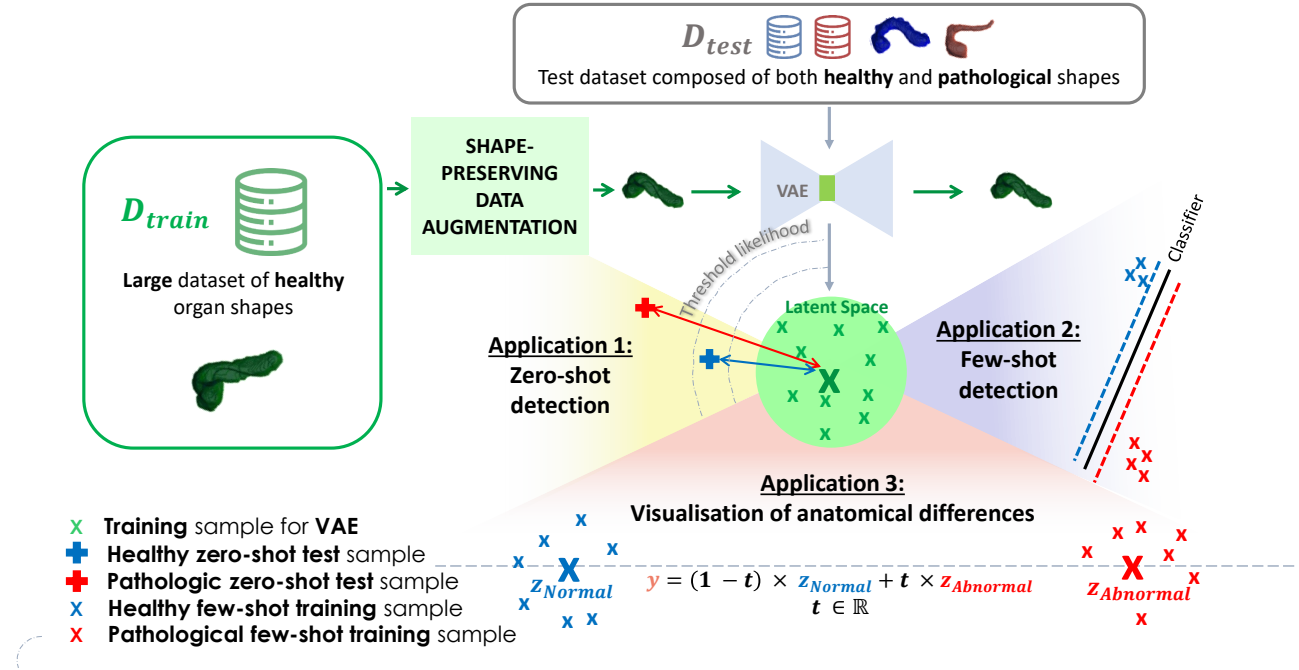 D_test
Test dataset composed of both healthy and pathological shapes
D_train
Large dataset of healthy
organ shapes
SHAPE-
PRESERVING
DATA
AUGMENTATION
VAE
Threshold likelihood
Latent Space
Classifier
Application 1:
Zero-shot
detection
Application 2:
Few-shot
detection
Application 3:
Visualisation of anatomical differences
x Training sample for VAE
Healthy zero-shot test sample
Pathologic zero-shot test sample
x Healthy few-shot training sample
x Pathological few-shot training sample
z_Normal
y = (1 − t) × z_Normal + t × z_Abnormal
t ∈ ℝ
z_Abnormal